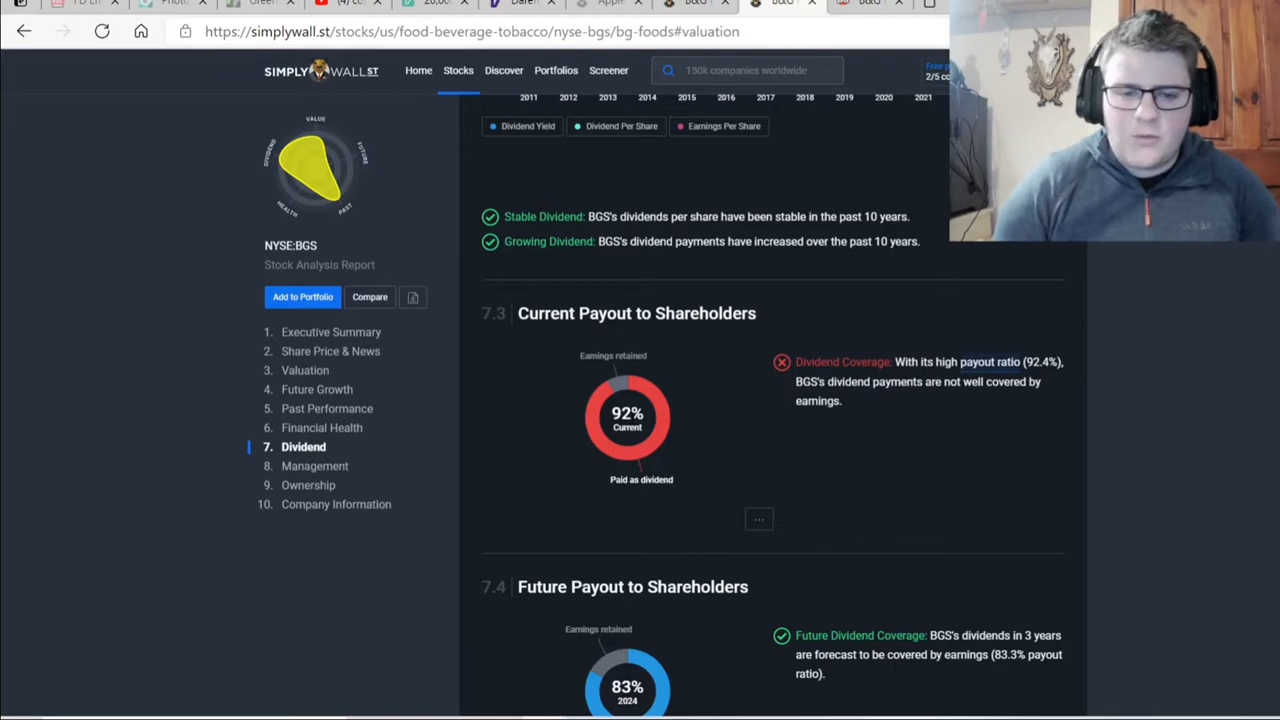 https://simplywall.st/stocks/us/food-beverage-tobacco/nyse-bgs/bg-foods#valuation
SIMPLY WALL ST
Home
Stocks
Discover
Portfolios
Screener
150k companies worldwide
2/5
2011 2012 2013 2014 2015 2016 2017 2018 2019 2020 2021
Dividend Yield
Dividend Per Share
Earnings Per Share
VALUE
FUTURE
PAST
HEALTH
DIVIDEND
NYSE:BGS
Stock Analysis Report
Add to Portfolio
Compare
1. Executive Summary
2. Share Price & News
3. Valuation
4. Future Growth
5. Past Performance
6. Financial Health
7. Dividend
8. Management
9. Ownership
10. Company Information
Stable Dividend: BGS's dividends per share have been stable in the past 10 years.
Growing Dividend: BGS's dividend payments have increased over the past 10 years.
7.3 Current Payout to Shareholders
Earnings retained
92%
Current
Paid as dividend
Dividend Coverage: With its high payout ratio (92.4%),
BGS's dividend payments are not well covered by
earnings.
...
7.4 Future Payout to Shareholders
Earnings retained
83%
2024
Future Dividend Coverage: BGS's dividends in 3 years
are forecast to be covered by earnings (83.3% payout
ratio).